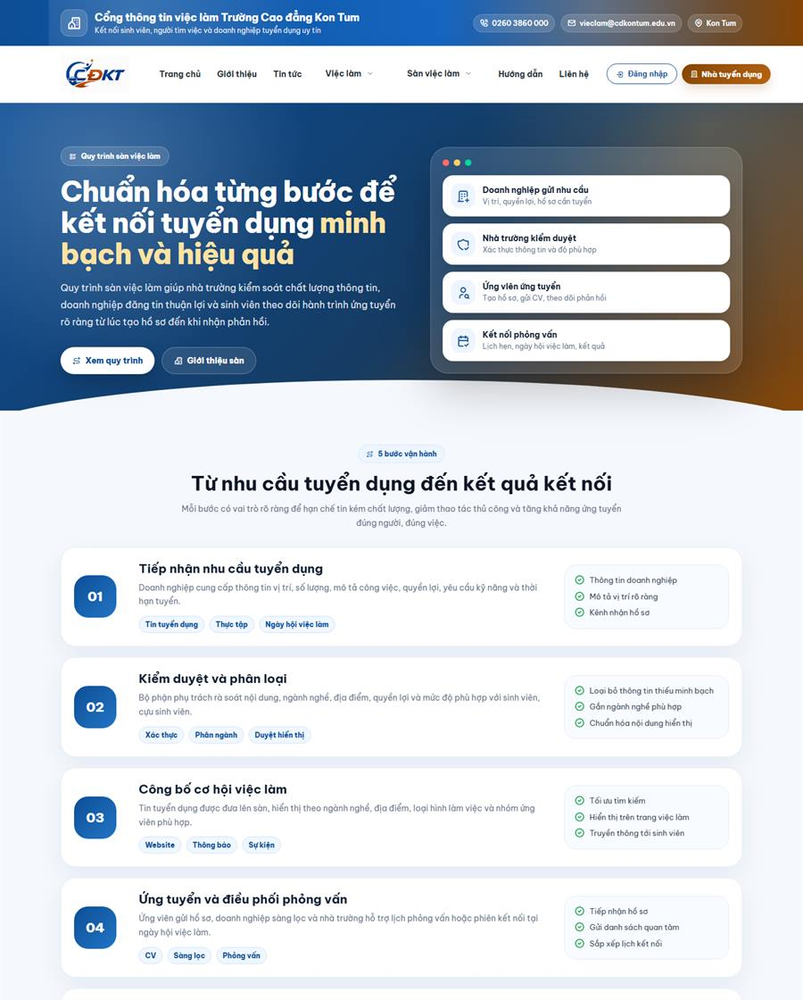 Cổng thông tin việc làm Trường Cao đẳng Kon Tum
Kết nối sinh viên, người tìm việc và doanh nghiệp tuyển dụng uy tín
0260 3860 000
vieclam@cdkontum.edu.vn
Kon Tum
CĐKT
Trang chủ
Giới thiệu
Tin tức
Việc làm
Sàn việc làm
Hướng dẫn
Liên hệ
Đăng nhập
Nhà tuyển dụng
Quy trình sàn việc làm
Chuẩn hóa từng bước để
kết nối tuyển dụng minh
bạch và hiệu quả
Quy trình sàn việc làm giúp nhà trường kiểm soát chất lượng thông tin,
doanh nghiệp đăng tin thuận lợi và sinh viên theo dõi hành trình ứng tuyển
rõ ràng từ lúc tạo hồ sơ đến khi nhận phản hồi.
Xem quy trình
Giới thiệu sàn
Doanh nghiệp gửi nhu cầu
Vị trí, quyền lợi, hồ sơ cần tuyển
Nhà trường kiểm duyệt
Xác thực thông tin và độ phù hợp
Ứng viên ứng tuyển
Tạo hồ sơ, gửi CV, theo dõi phản hồi
Kết nối phỏng vấn
Lịch hẹn, ngày hội việc làm, kết quả
5 bước vận hành
Từ nhu cầu tuyển dụng đến kết quả kết nối
Mỗi bước có vai trò rõ ràng để hạn chế tin kém chất lượng, giảm thao tác thủ công và tăng khả năng ứng tuyển
đúng người, đúng việc.
01
Tiếp nhận nhu cầu tuyển dụng
Doanh nghiệp cung cấp thông tin vị trí, số lượng, mô tả công việc, quyền lợi, yêu cầu kỹ năng và thời
hạn tuyển.
Tin tuyển dụng
Thực tập
Ngày hội việc làm
Thông tin doanh nghiệp
Mô tả vị trí rõ ràng
Kênh nhận hồ sơ
02
Kiểm duyệt và phân loại
Bộ phận phụ trách rà soát nội dung, ngành nghề, địa điểm, quyền lợi và mức độ phù hợp với sinh viên,
cựu sinh viên.
Xác thực
Phân ngành
Duyệt hiển thị
Loại bỏ thông tin thiếu minh bạch
Gắn ngành nghề phù hợp
Chuẩn hóa nội dung hiển thị
03
Công bố cơ hội việc làm
Tin tuyển dụng được đưa lên sàn, hiển thị theo ngành nghề, địa điểm, loại hình làm việc và nhóm ứng
viên phù hợp.
Website
Thông báo
Sự kiện
Tối ưu tìm kiếm
Hiển thị trên trang việc làm
Truyền thông tới sinh viên
04
Ứng tuyển và điều phối phỏng vấn
Ứng viên gửi hồ sơ, doanh nghiệp sàng lọc và nhà trường hỗ trợ lịch phỏng vấn hoặc phiên kết nối tại
ngày hội việc làm.
CV
Sàng lọc
Phỏng vấn
Tiếp nhận hồ sơ
Gửi danh sách quan tâm
Sắp xếp lịch kết nối